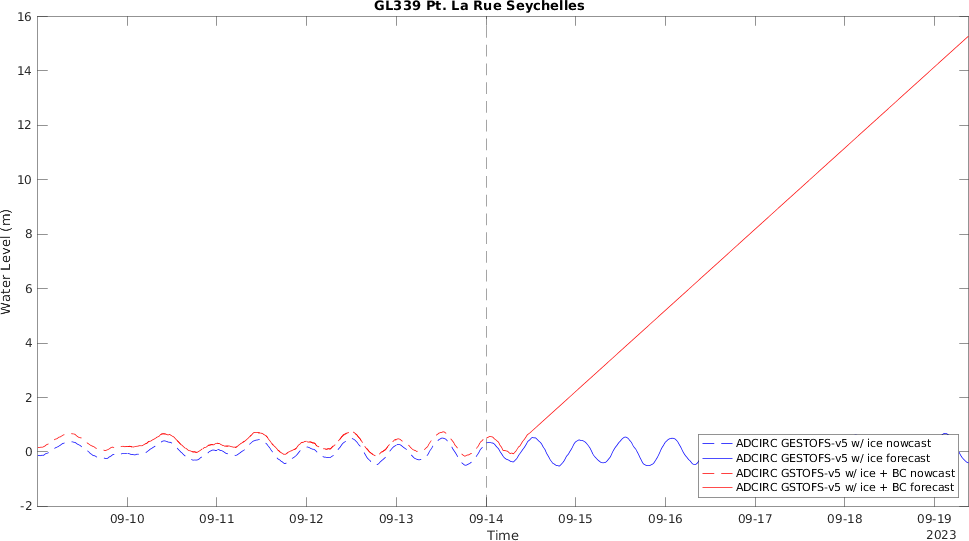 GL339 Pt. La Rue Seychelles
16
14
12
10
8
6
4
2
0
-2
Water Level (m)
ADCIRC GESTOFS-v5 w/ ice nowcast
ADCIRC GESTOFS-v5 w/ ice forecast
ADCIRC GSTOFS-v5 w/ ice + BC nowcast
ADCIRC GSTOFS-v5 w/ ice + BC forecast
09-10 09-11 09-12 09-13 09-14 09-15 09-16 09-17 09-18 09-19
2023
Time